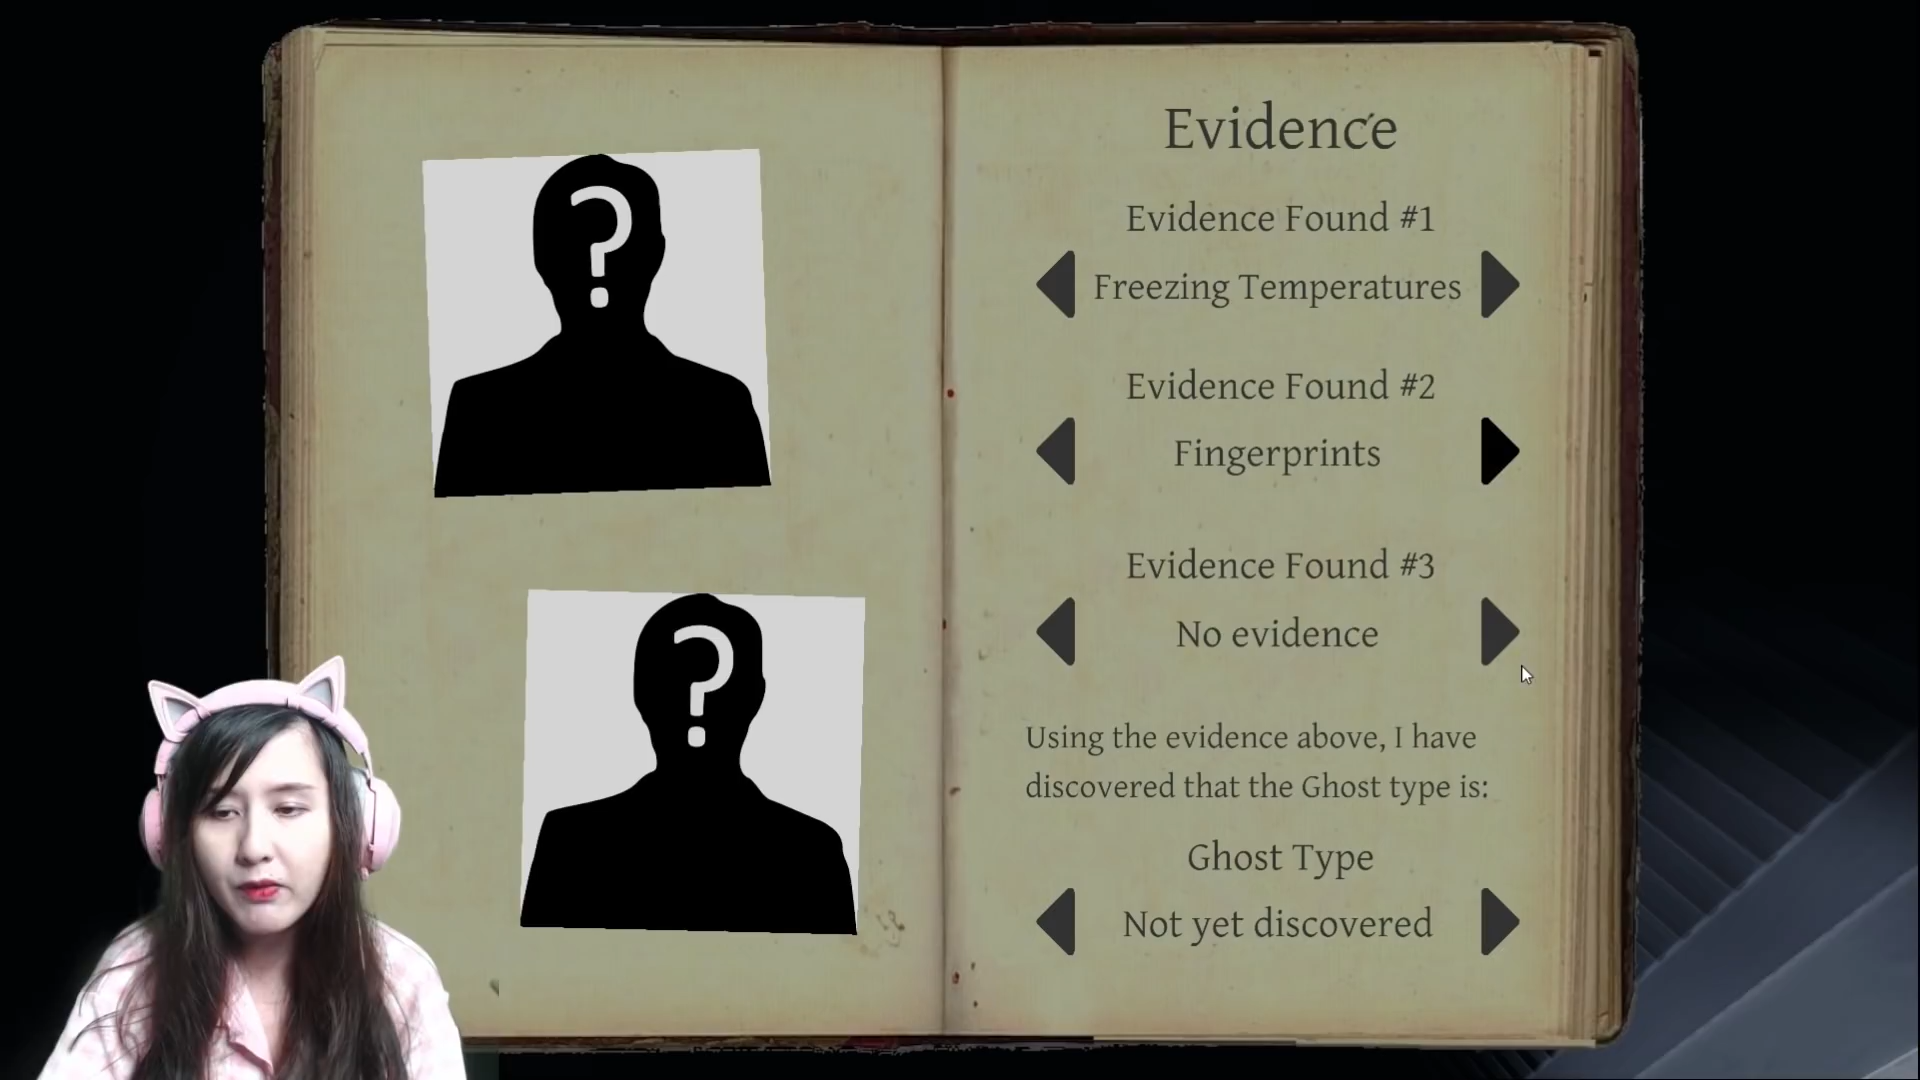 Evidence
Evidence Found #1
Freezing Temperatures
Evidence Found #2
Fingerprints
Evidence Found #3
No evidence
Using the evidence above, I have
discovered that the Ghost type is:
Ghost Type
Not yet discovered
?
?